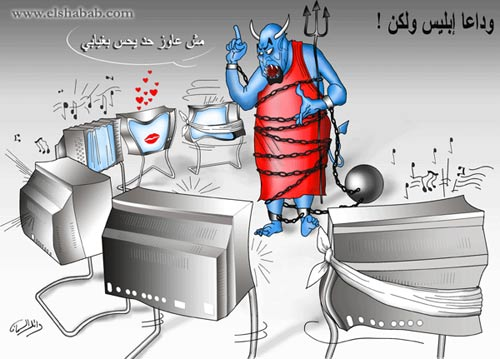 www.elshabab.com
وداعا إبليس ولكن !
مش عاوز حد يحس بغيابي